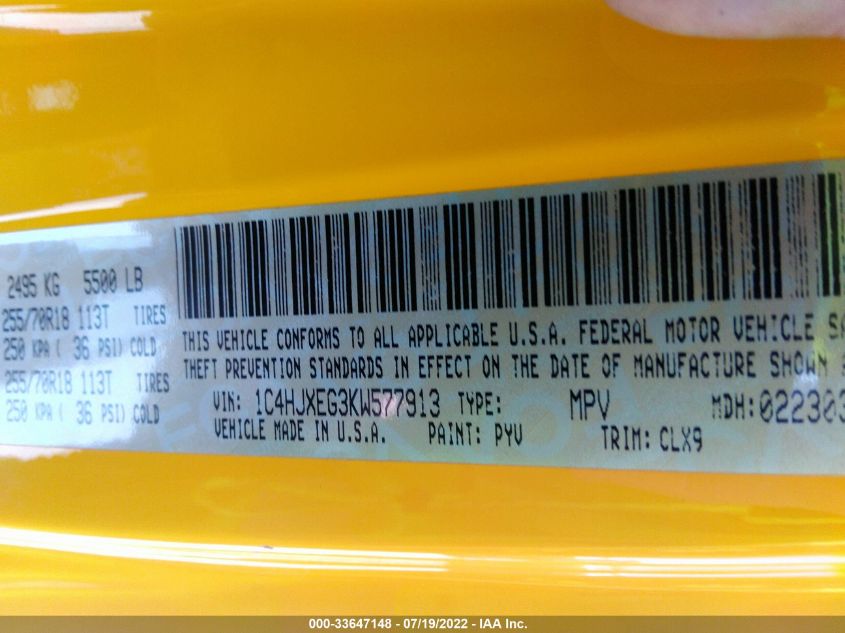 2495 KG 5500 LB
255/70R18 113T TIRES
250 KPA ( 36 PSI) COLD
255/70R18 113T TIRES
250 KPA ( 36 PSI) COLD
THIS VEHICLE CONFORMS TO ALL APPLICABLE U.S.A. FEDERAL MOTOR VEHICLE SA
THEFT PREVENTION STANDARDS IN EFFECT ON THE DATE OF MANUFACTURE SHOWN
VIN: 1C4HJXEG3KW577913 TYPE: MPV MDH: 022303
VEHICLE MADE IN U.S.A. PAINT: PYV TRIM: CLX9
000-33647148 - 07/19/2022 - IAA Inc.